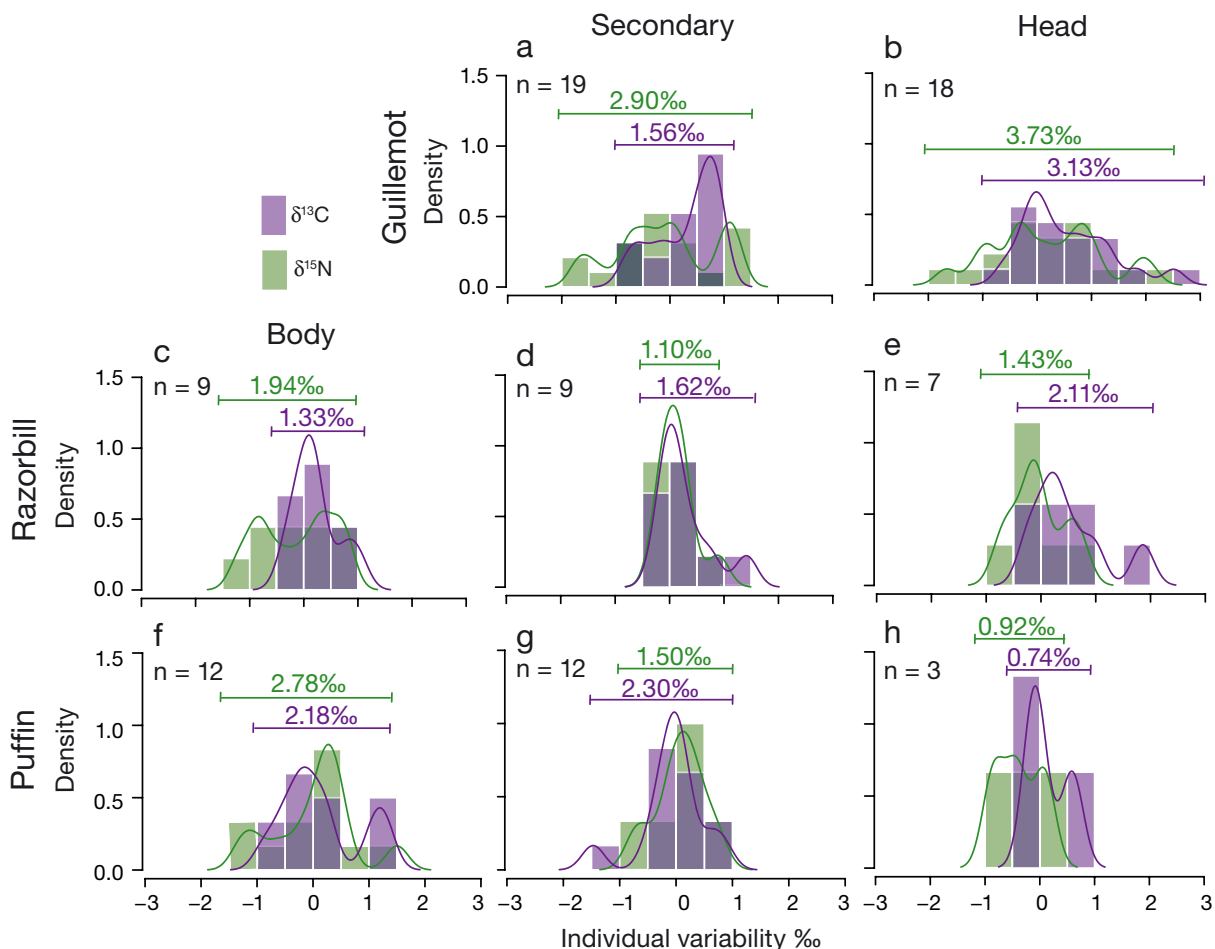 Secondary
Head
a
b
Guillemot
Density
1.5
1.0
0.5
0.0
n = 19
2.90‰
1.56‰
n = 18
3.73‰
3.13‰
δ¹³C
δ¹⁵N
Body
c
d
e
Razorbill
Density
1.5
1.0
0.5
0.0
n = 9
1.94‰
1.33‰
n = 9
1.10‰
1.62‰
n = 7
1.43‰
2.11‰
f
g
h
Puffin
Density
1.5
1.0
0.5
0.0
n = 12
2.78‰
2.18‰
n = 12
1.50‰
2.30‰
n = 3
0.92‰
0.74‰
−3 −2 −1 0 1 2 3
−3 −2 −1 0 1 2 3
−3 −2 −1 0 1 2 3
Individual variability ‰